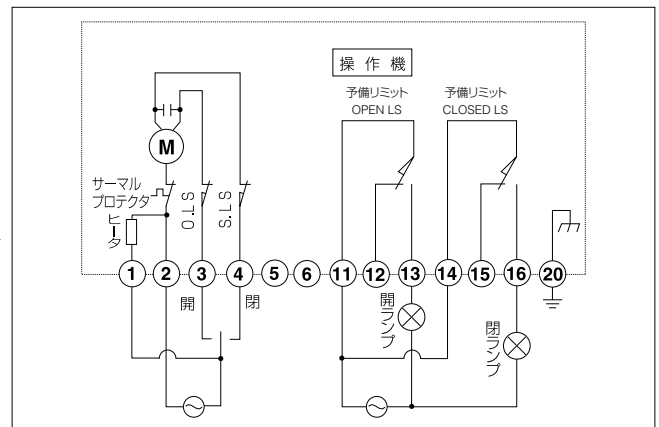 操作機
予備リミット
OPEN LS
予備リミット
CLOSED LS
M
サーマル
プロテクタ
ヒータ
O.LS
S.LS
1 2 3 4 5 6 11 12 13 14 15 16 20
開
閉
開ランプ
閉ランプ